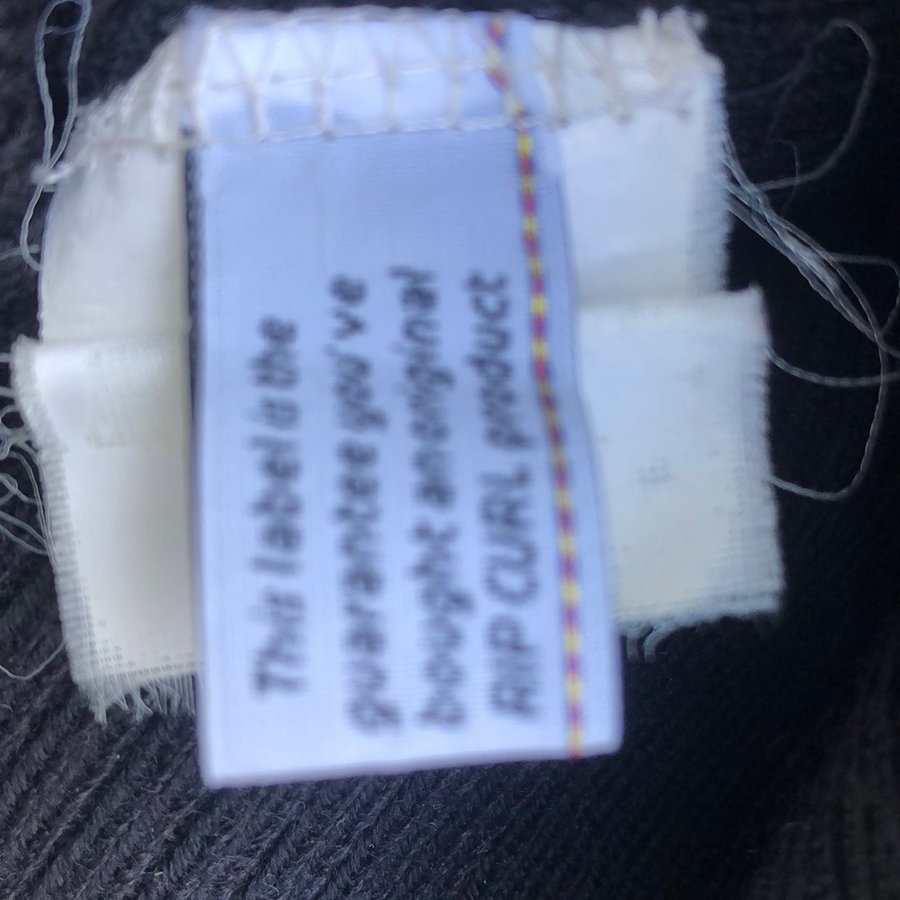 This label is the
guarantee you've
bought an original
RIP CURL product